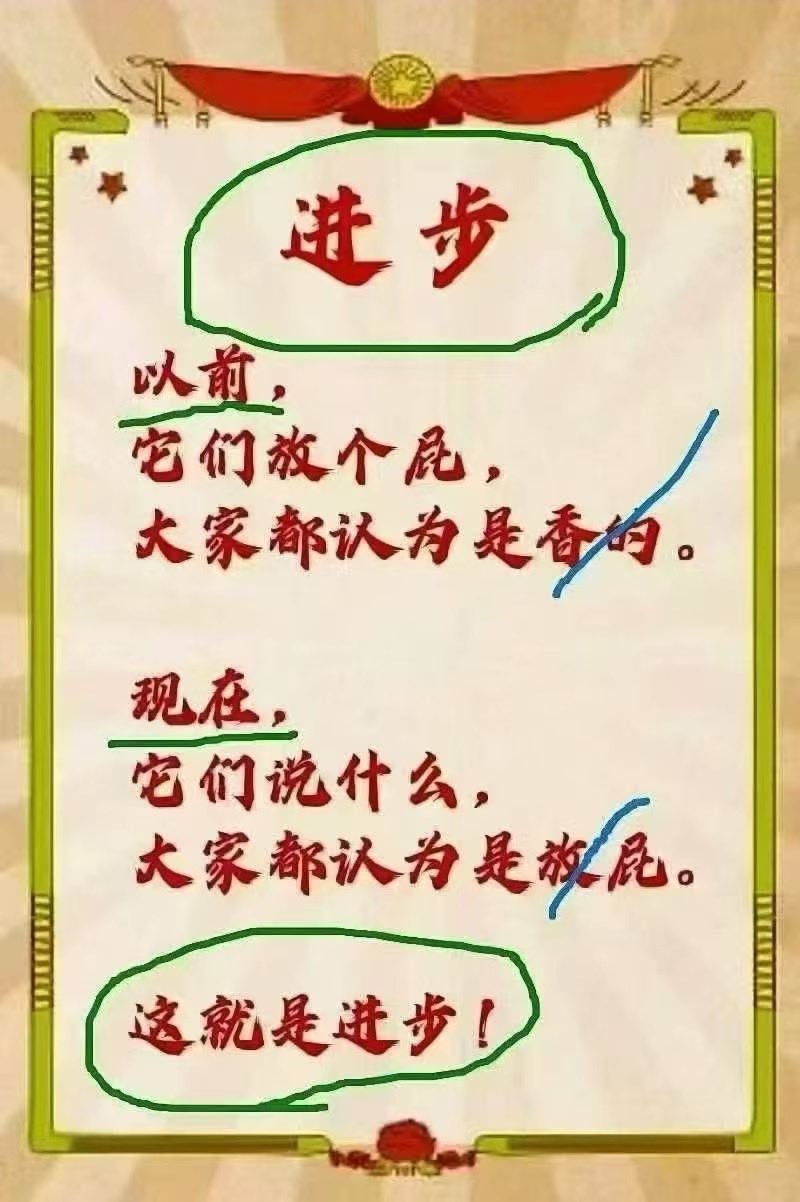 进步
以前，
它们放个屁，
大家都认为是香的。
现在，
它们说什么，
大家都认为是放屁。
这就是进步！